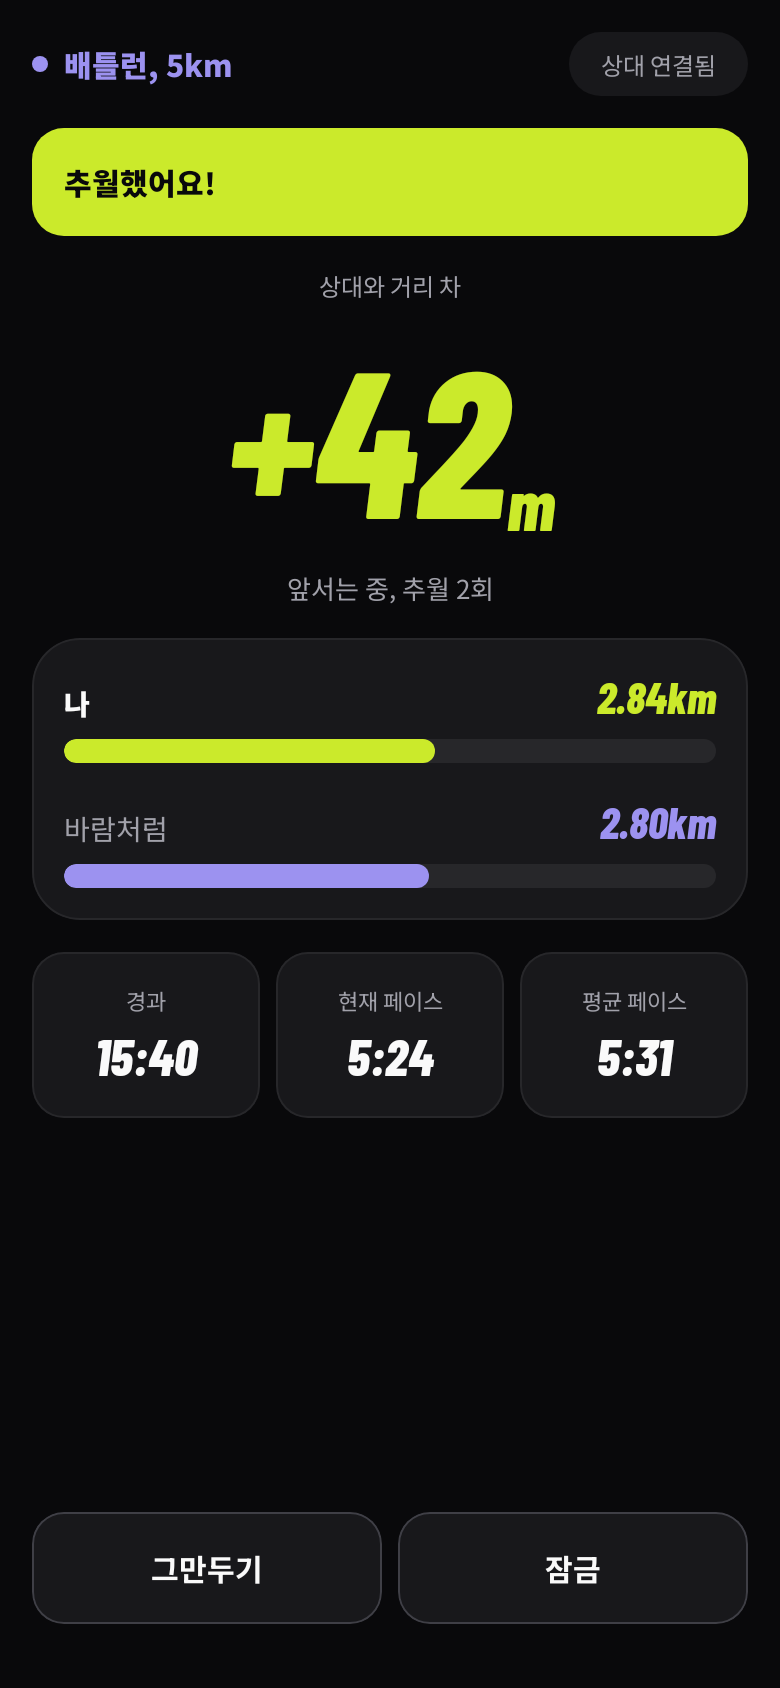 배틀런, 5km
상대 연결됨
추월했어요!
상대와 거리 차
+42m
앞서는 중, 추월 2회
나 2.84km
바람처럼 2.80km
경과 현재 페이스 평균 페이스
15:40 5:24 5:31
그만두기 잠금